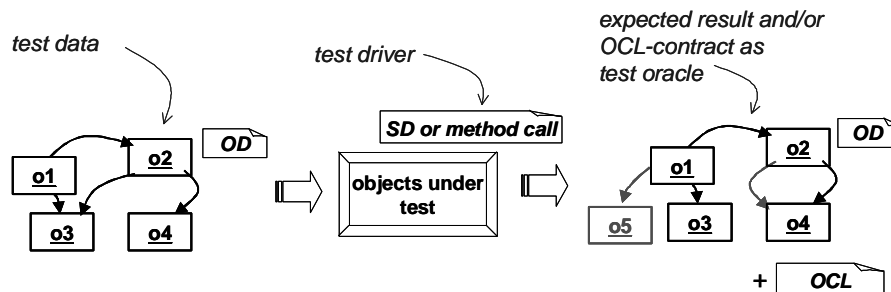 test data
test driver
expected result and/or
OCL-contract as
test oracle
SD or method call
OD
o1
o2
o3
o4
objects under
test
OD
o1
o2
o5
o3
o4
+ OCL